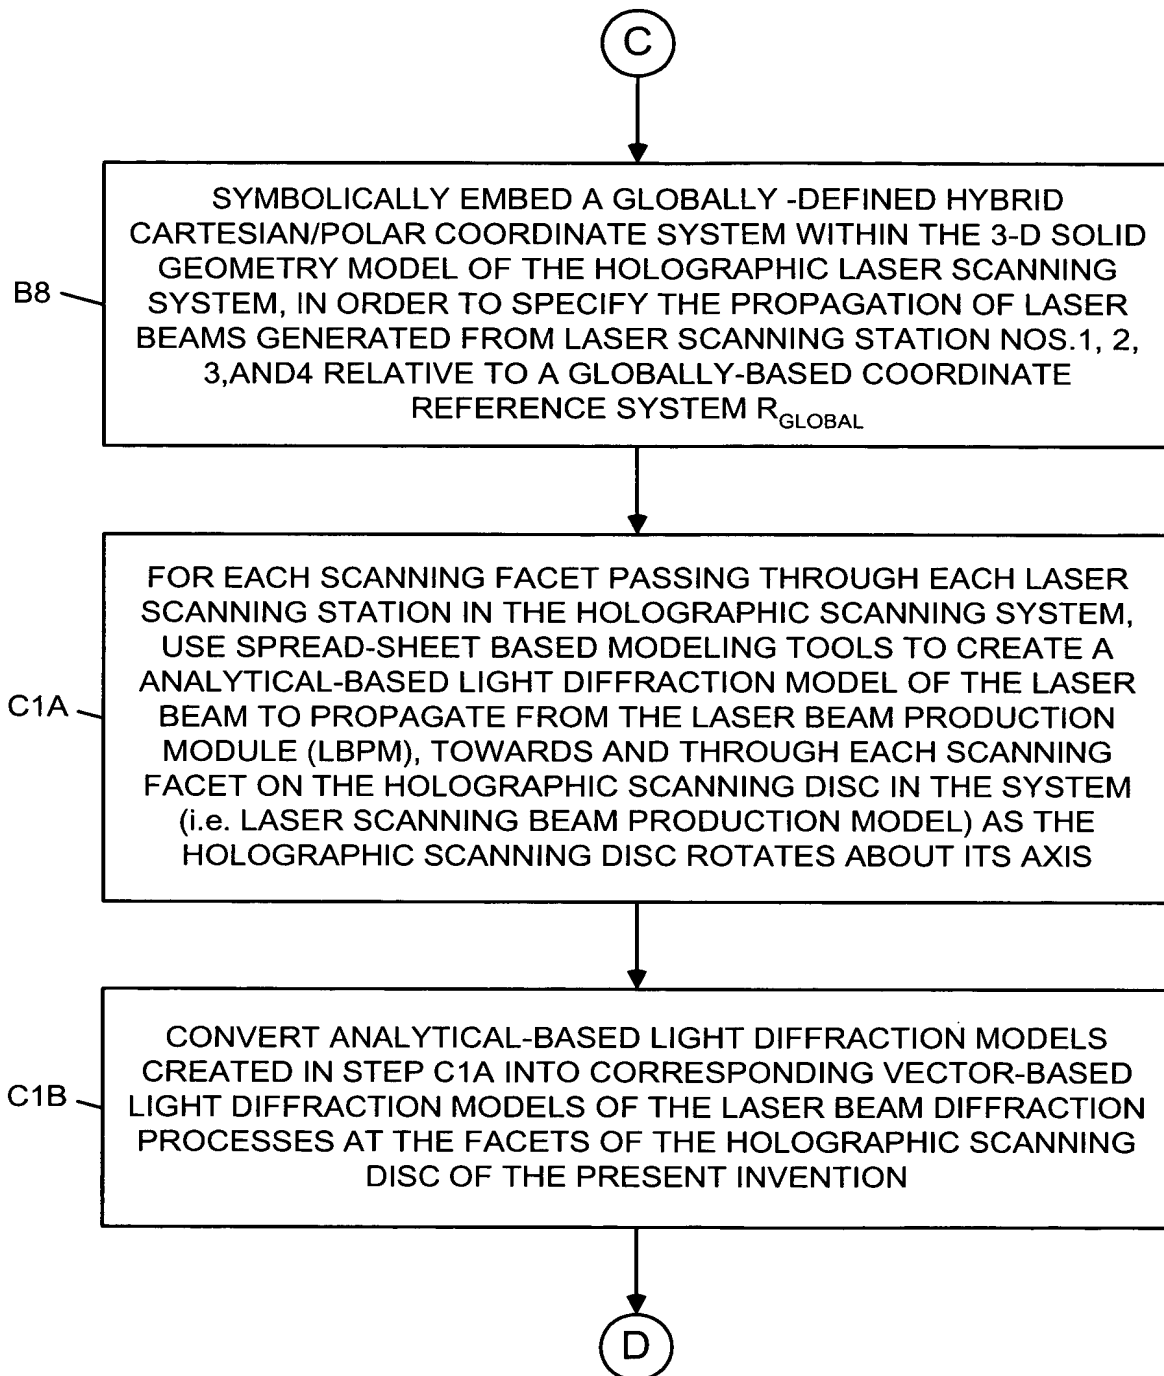 C
SYMBOLICALLY EMBED A GLOBALLY -DEFINED HYBRID
CARTESIAN/POLAR COORDINATE SYSTEM WITHIN THE 3-D SOLID
GEOMETRY MODEL OF THE HOLOGRAPHIC LASER SCANNING
SYSTEM, IN ORDER TO SPECIFY THE PROPAGATION OF LASER
BEAMS GENERATED FROM LASER SCANNING STATION NOS.1, 2,
3,AND4 RELATIVE TO A GLOBALLY-BASED COORDINATE
REFERENCE SYSTEM RGLOBAL
B8
FOR EACH SCANNING FACET PASSING THROUGH EACH LASER
SCANNING STATION IN THE HOLOGRAPHIC SCANNING SYSTEM,
USE SPREAD-SHEET BASED MODELING TOOLS TO CREATE A
ANALYTICAL-BASED LIGHT DIFFRACTION MODEL OF THE LASER
BEAM TO PROPAGATE FROM THE LASER BEAM PRODUCTION
MODULE (LBPM), TOWARDS AND THROUGH EACH SCANNING
FACET ON THE HOLOGRAPHIC SCANNING DISC IN THE SYSTEM
(i.e. LASER SCANNING BEAM PRODUCTION MODEL) AS THE
HOLOGRAPHIC SCANNING DISC ROTATES ABOUT ITS AXIS
C1A
CONVERT ANALYTICAL-BASED LIGHT DIFFRACTION MODELS
CREATED IN STEP C1A INTO CORRESPONDING VECTOR-BASED
LIGHT DIFFRACTION MODELS OF THE LASER BEAM DIFFRACTION
PROCESSES AT THE FACETS OF THE HOLOGRAPHIC SCANNING
DISC OF THE PRESENT INVENTION
C1B
D